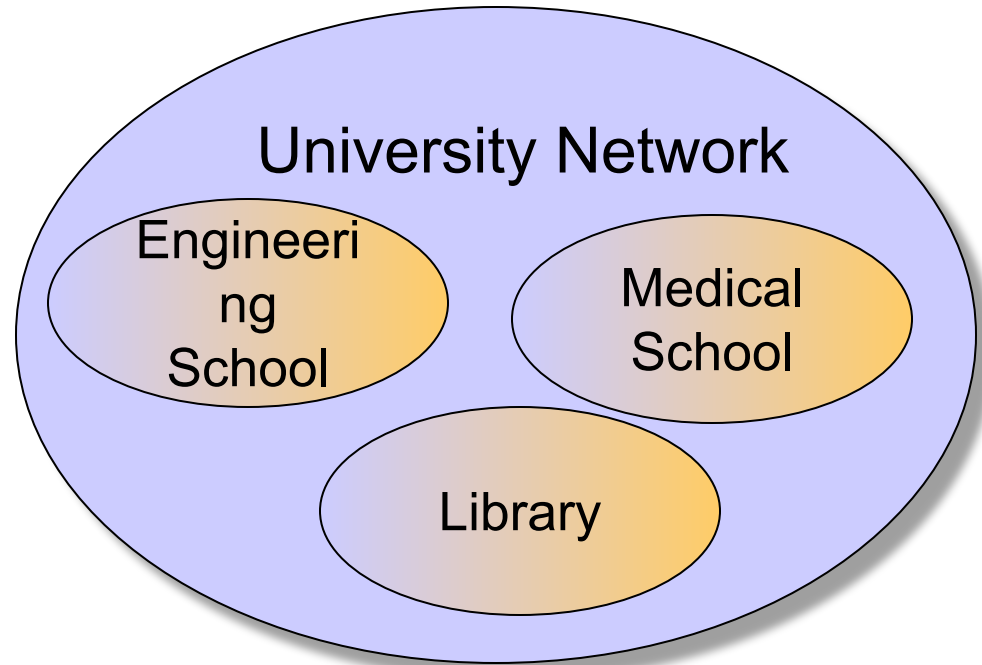 University Network
Engineeri
ng
School
Medical
School
Library